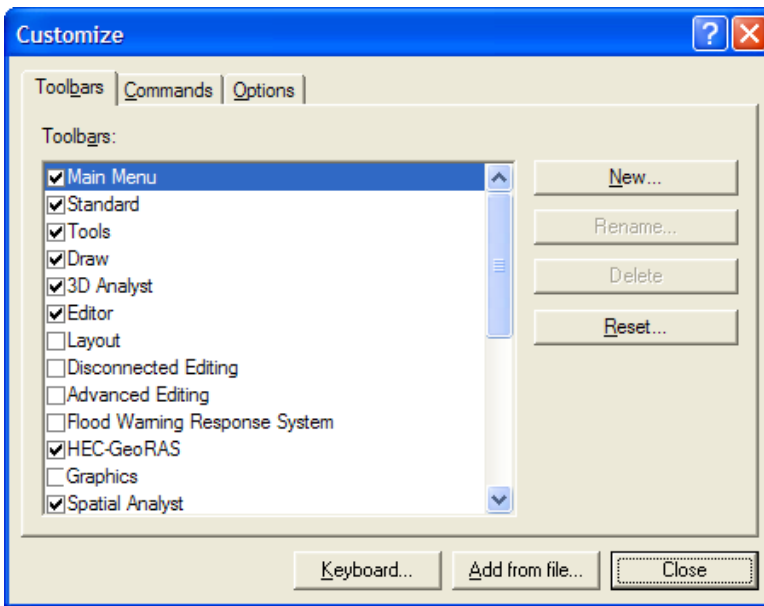 Customize
Toolbars Commands Options
Toolbars:
Main Menu
Standard
Tools
Draw
3D Analyst
Editor
Layout
Disconnected Editing
Advanced Editing
Flood Warning Response System
HEC-GeoRAS
Graphics
Spatial Analyst
New...
Rename...
Delete
Reset...
Keyboard... Add from file... Close